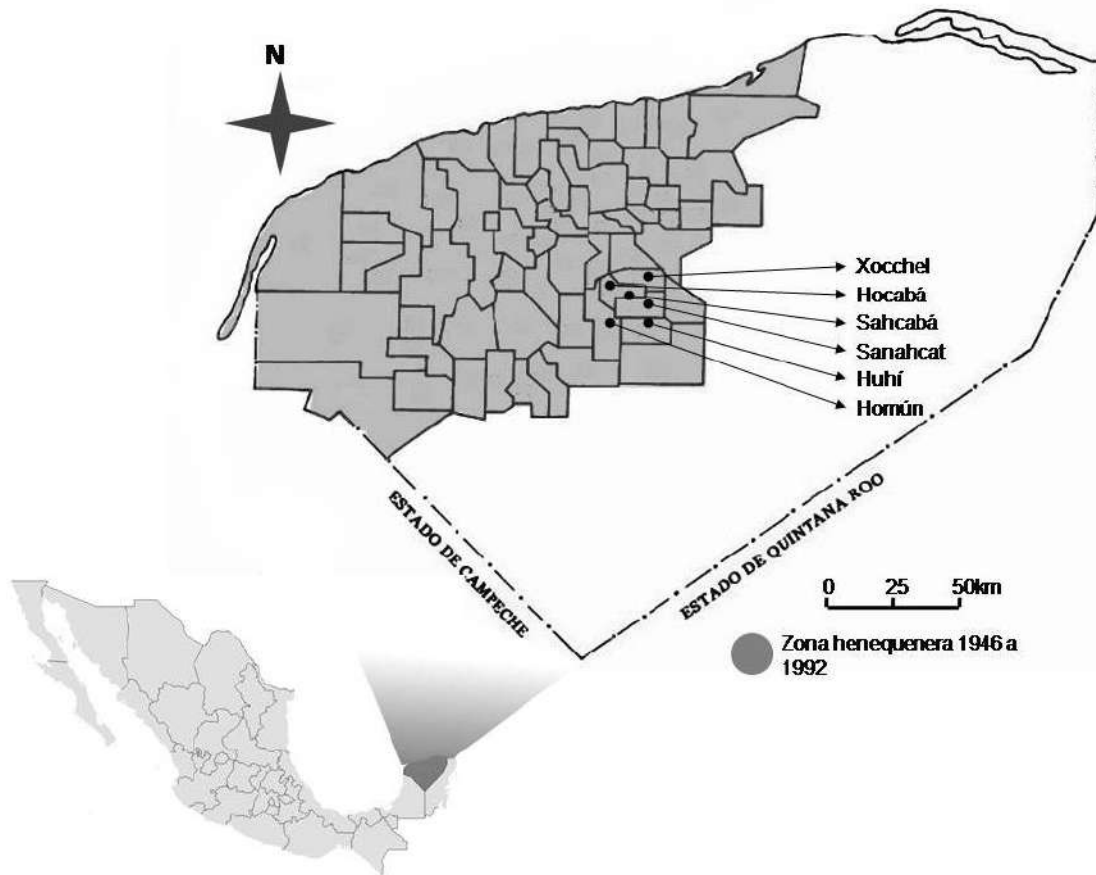 N
Xocchel
Hocabá
Sahcabá
Sanahcat
Huhí
Homún
ESTADO DE CAMPECHE
ESTADO DE QUINTANA ROO
0 25 50km
Zona henequenera 1946 a
1992